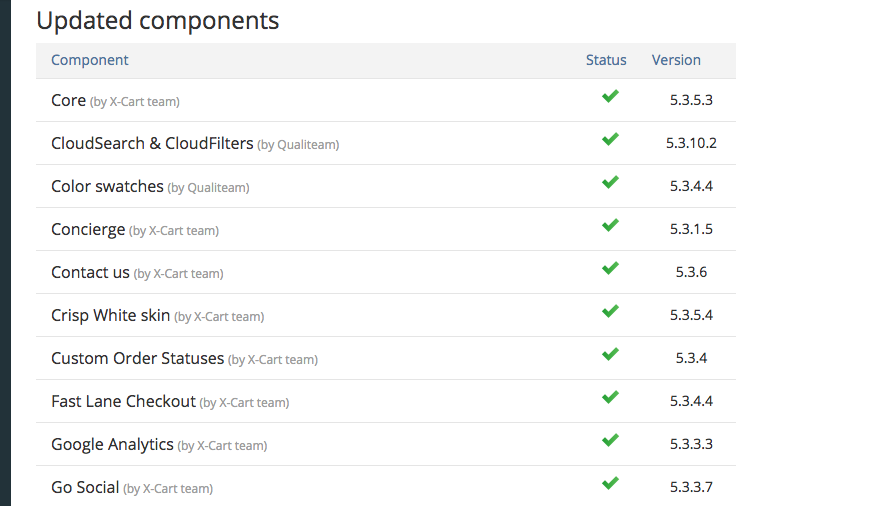 Updated components
Component Status Version
Core (by X-Cart team) 5.3.5.3
CloudSearch & CloudFilters (by Qualiteam) 5.3.10.2
Color swatches (by Qualiteam) 5.3.4.4
Concierge (by X-Cart team) 5.3.1.5
Contact us (by X-Cart team) 5.3.6
Crisp White skin (by X-Cart team) 5.3.5.4
Custom Order Statuses (by X-Cart team) 5.3.4
Fast Lane Checkout (by X-Cart team) 5.3.4.4
Google Analytics (by X-Cart team) 5.3.3.3
Go Social (by X-Cart team) 5.3.3.7